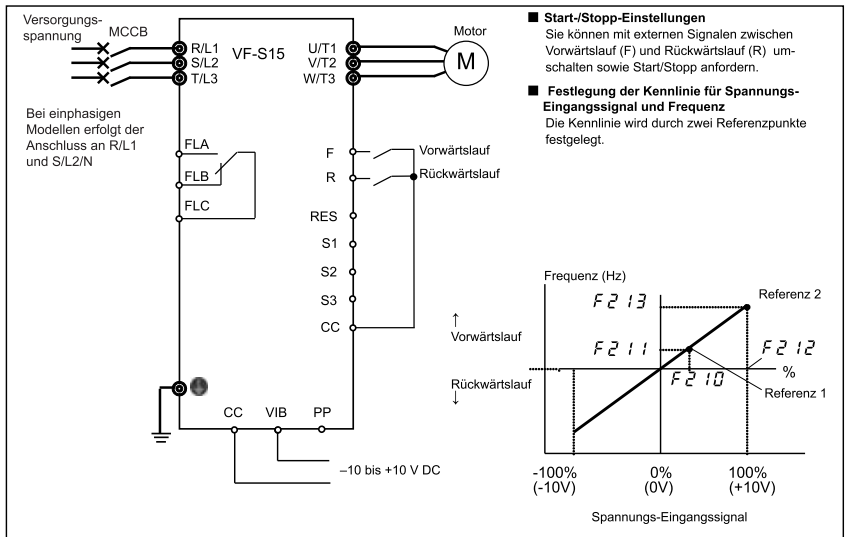 Versorgungs-
spannung
MCCB
R/L1
S/L2
T/L3
VF-S15
U/T1
V/T2
W/T3
Motor
M
Bei einphasigen
Modellen erfolgt der
Anschluss an R/L1
und S/L2/N
FLA
FLB
FLC
F
R
RES
S1
S2
S3
CC
Vorwärtslauf
Rückwärtslauf
CC
VIB
PP
–10 bis +10 V DC
■ Start-/Stopp-Einstellungen
Sie können mit externen Signalen zwischen
Vorwärtslauf (F) und Rückwärtslauf (R) um-
schalten sowie Start/Stopp anfordern.
■ Festlegung der Kennlinie für Spannungs-
Eingangssignal und Frequenz
Die Kennlinie wird durch zwei Referenzpunkte
festgelegt.
Frequenz (Hz)
F213
Referenz 2
↑
Vorwärtslauf
F211
F212
%
F210
Rückwärtslauf
↓
Referenz 1
-100%
(-10V)
0%
(0V)
100%
(+10V)
Spannungs-Eingangssignal